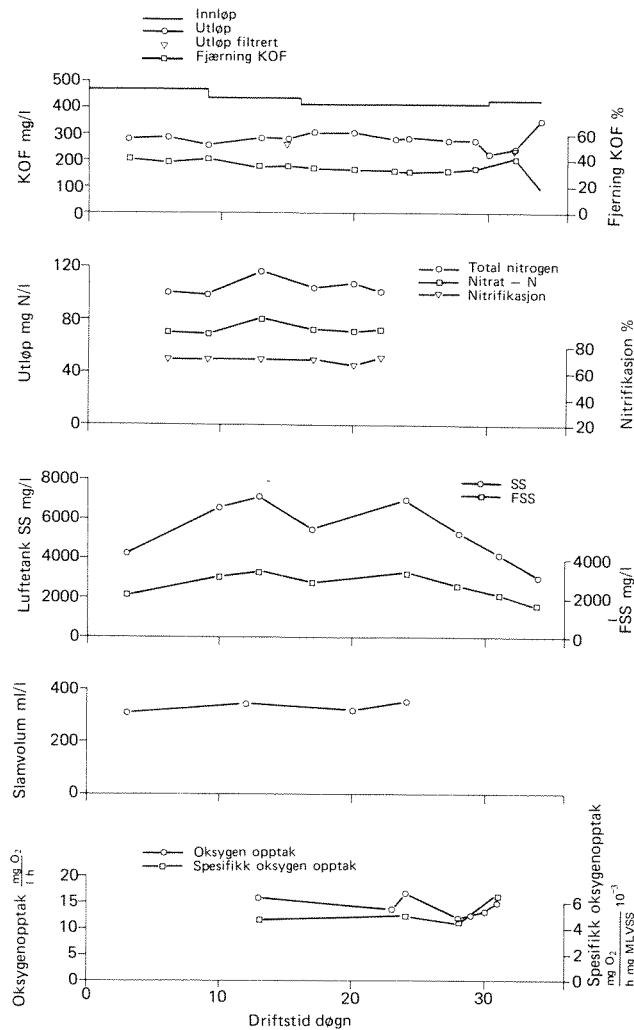 Innløp
Utløp
Utløp filtrert
Fjærning KOF
500
400
300
200
100
0
KOF mg/l
60
40
20
0
Fjerning KOF %
120
80
40
0
Utløp mg N/l
Total nitrogen
Nitrat – N
Nitrifikasjon
80
60
40
20
Nitrifikasjon %
8000
6000
4000
2000
0
Luftetank SS mg/l
SS
FSS
4000
2000
0
FSS mg/l
400
200
0
Slamvolum ml/l
Oksygen opptak
Spesifikk oksygen opptak
20
15
10
5
0
Oksygenopptak mg O₂ / l h
6
4
2
0
Spesifikk oksygenopptak
mg O₂ / h mg MLVSS 10⁻³
0 10 20 30
Driftstid døgn